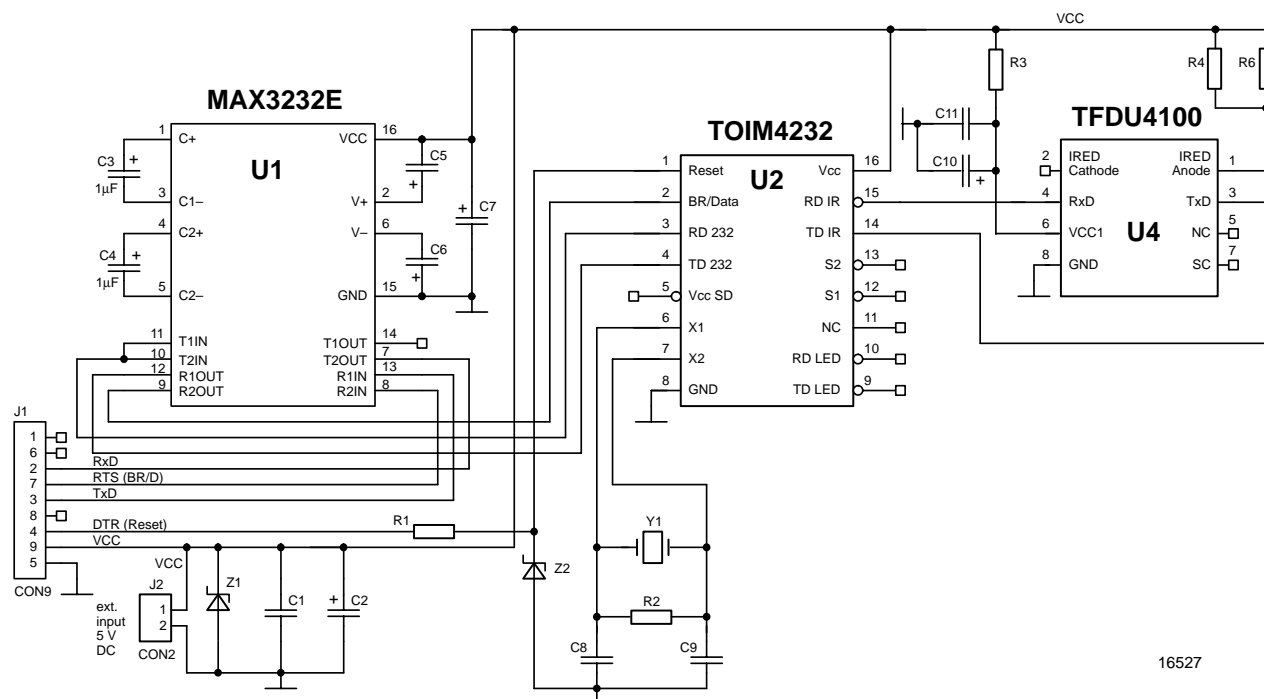 VCC
R3
R4
R6
MAX3232E
U1
1
C+
VCC
16
C3
+
1µF
3
C1–
V+
2
C5
+
C7
+
4
C2+
V–
6
C4
+
1µF
5
C2–
GND
15
C6
+
11
T1IN
T1OUT
14
10
T2IN
T2OUT
7
12
R1OUT
R1IN
13
9
R2OUT
R2IN
8
TOIM4232
U2
1
Reset
Vcc
16
2
BR/Data
RD IR
15
3
RD 232
TD IR
14
4
TD 232
S2
13
5
Vcc SD
S1
12
6
X1
NC
11
7
X2
RD LED
10
8
GND
TD LED
9
C11
C10
+
TFDU4100
U4
2
IRED
Cathode
IRED
Anode
1
4
RxD
TxD
3
6
VCC1
NC
5
8
GND
SC
7
J1
1
6
2
RxD
7
RTS (BR/D)
3
TxD
8
4
DTR (Reset)
R1
9
VCC
5
CON9
VCC
J2
1
2
CON2
ext.
input
5 V
DC
Z1
C1
+
C2
Z2
Y1
R2
C8
C9
16527